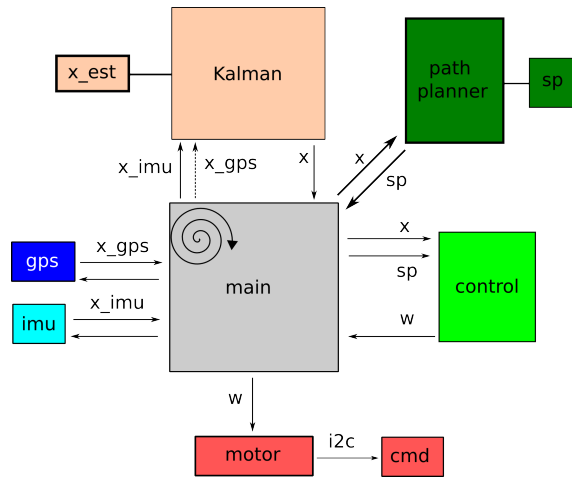 x_est
Kalman
path
planner
sp
x_imu
x_gps
x
x
sp
gps
x_gps
imu
x_imu
main
x
sp
w
control
w
motor
i2c
cmd